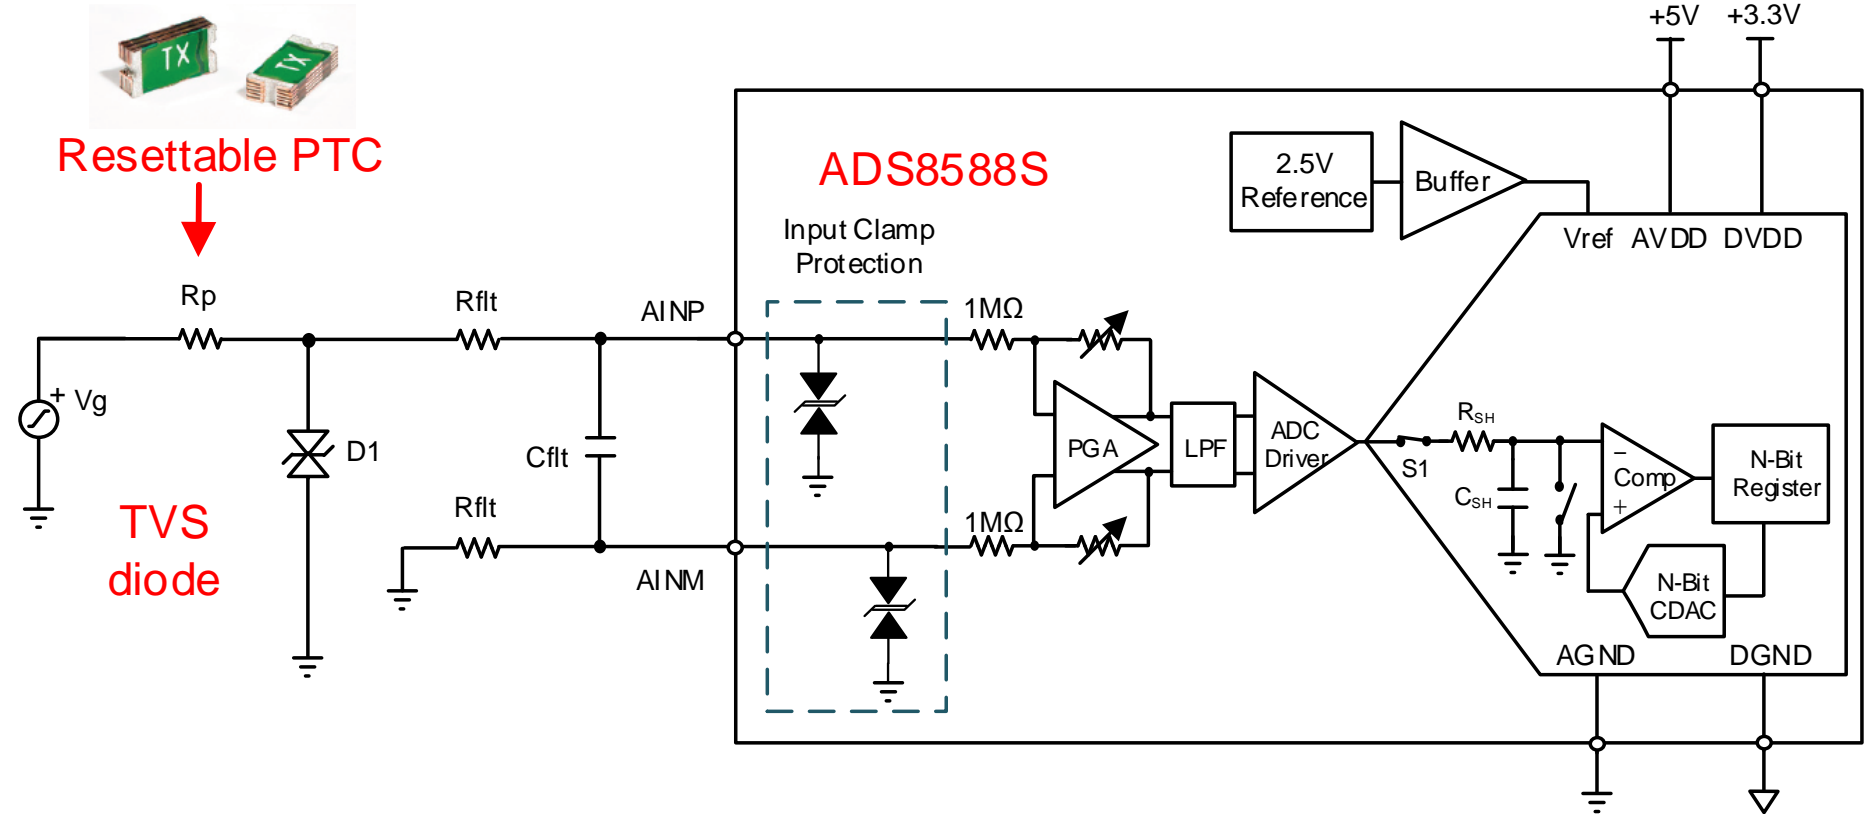 +5V
+3.3V
TX
TX
Resettable PTC
ADS8588S
2.5V
Reference
Buffer
Vref
AVDD
DVDD
Input Clamp
Protection
Rp
Rflt
AINP
1MΩ
+
Vg
D1
Cflt
PGA
LPF
ADC
Driver
S1
RSH
CSH
−
Comp
+
N-Bit
Register
TVS
diode
Rflt
AINM
1MΩ
N-Bit
CDAC
AGND
DGND